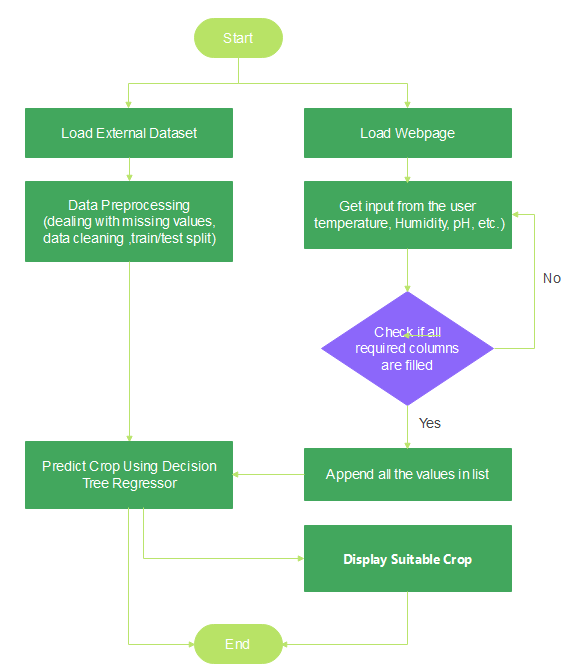 Start
Load External Dataset
Load Webpage
Data Preprocessing
(dealing with missing values,
data cleaning ,train/test split)
Get input from the user
temperature, Humidity, pH, etc.)
No
Check if all
required columns
are filled
Yes
Predict Crop Using Decision
Tree Regressor
Append all the values in list
Display Suitable Crop
End